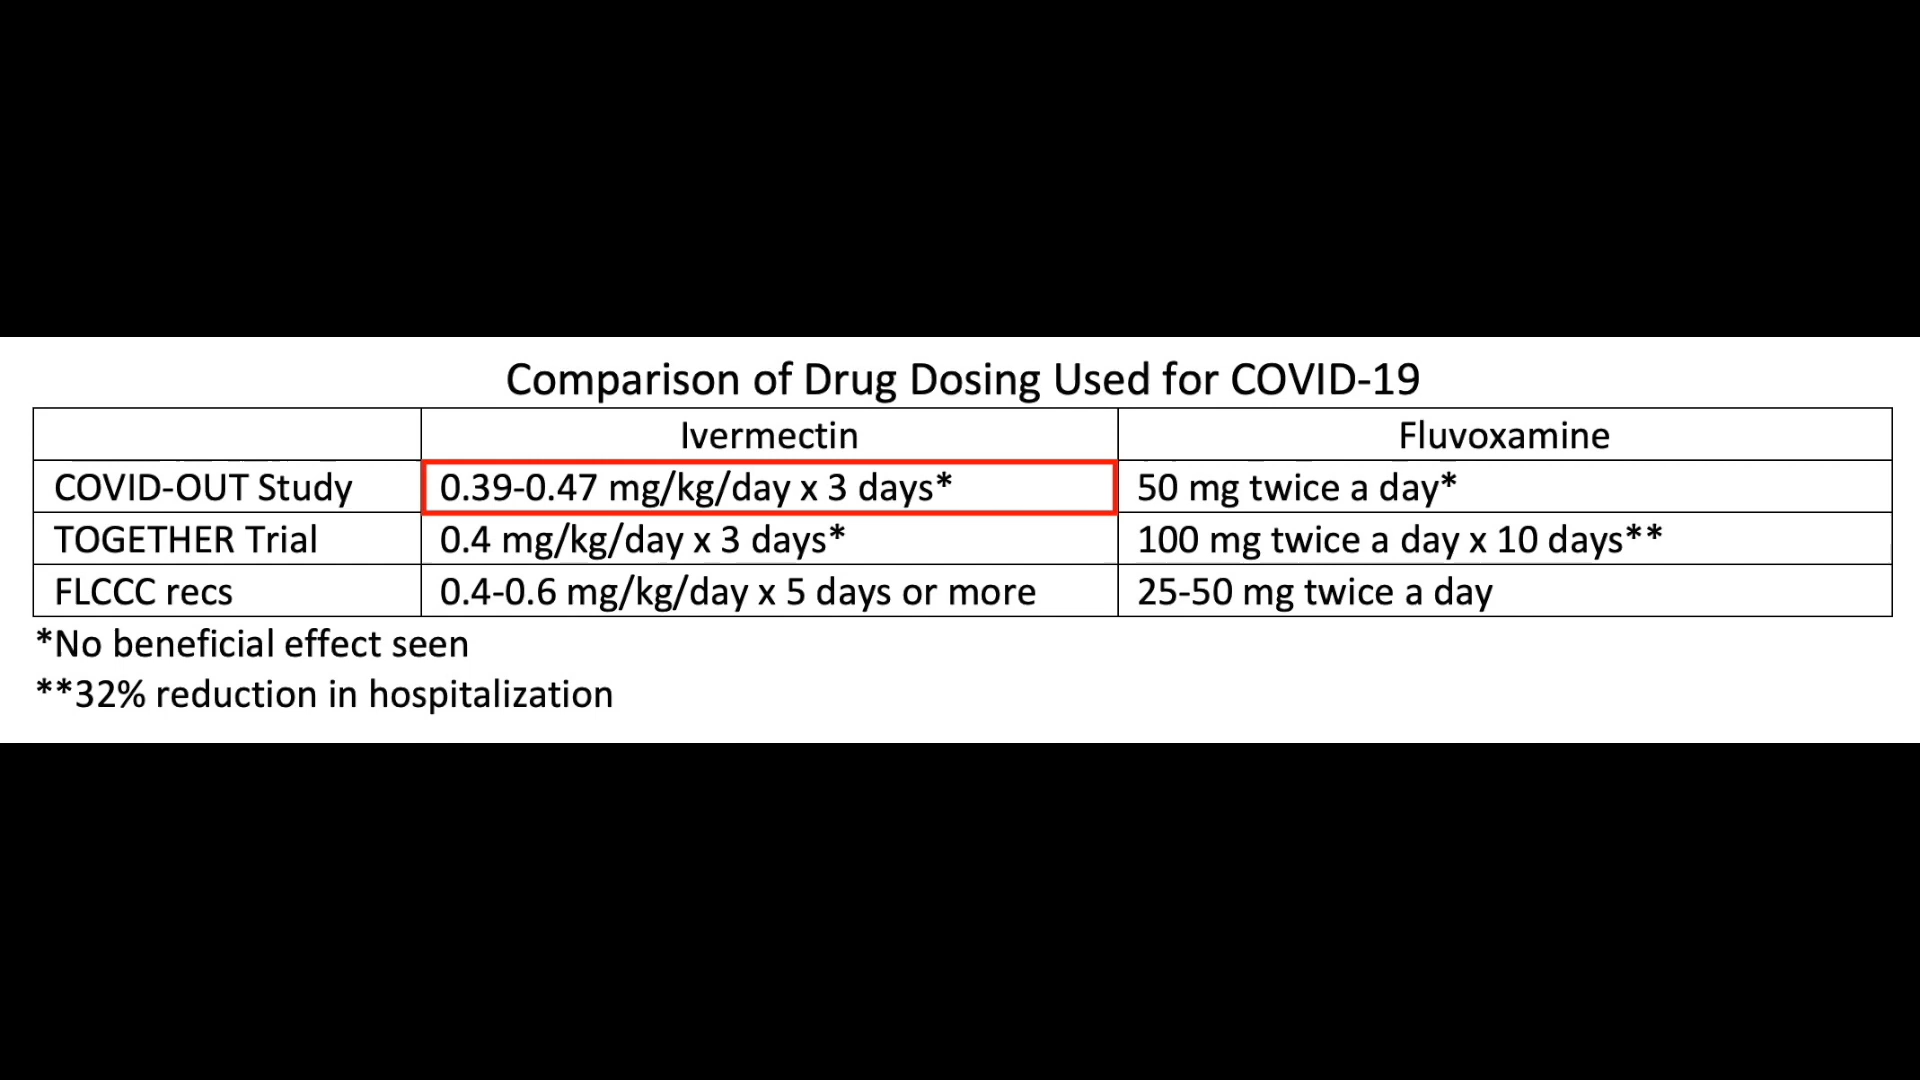 Comparison of Drug Dosing Used for COVID-19
Ivermectin Fluvoxamine
COVID-OUT Study 0.39-0.47 mg/kg/day x 3 days* 50 mg twice a day*
TOGETHER Trial 0.4 mg/kg/day x 3 days* 100 mg twice a day x 10 days**
FLCCC recs 0.4-0.6 mg/kg/day x 5 days or more 25-50 mg twice a day
*No beneficial effect seen
**32% reduction in hospitalization